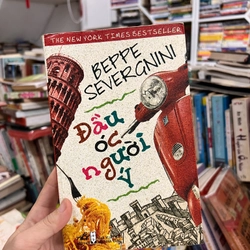 THE NEW YORK TIMES BESTSELLER
BEPPE
SEVERGNINI
Đầu
óc
người
Ý